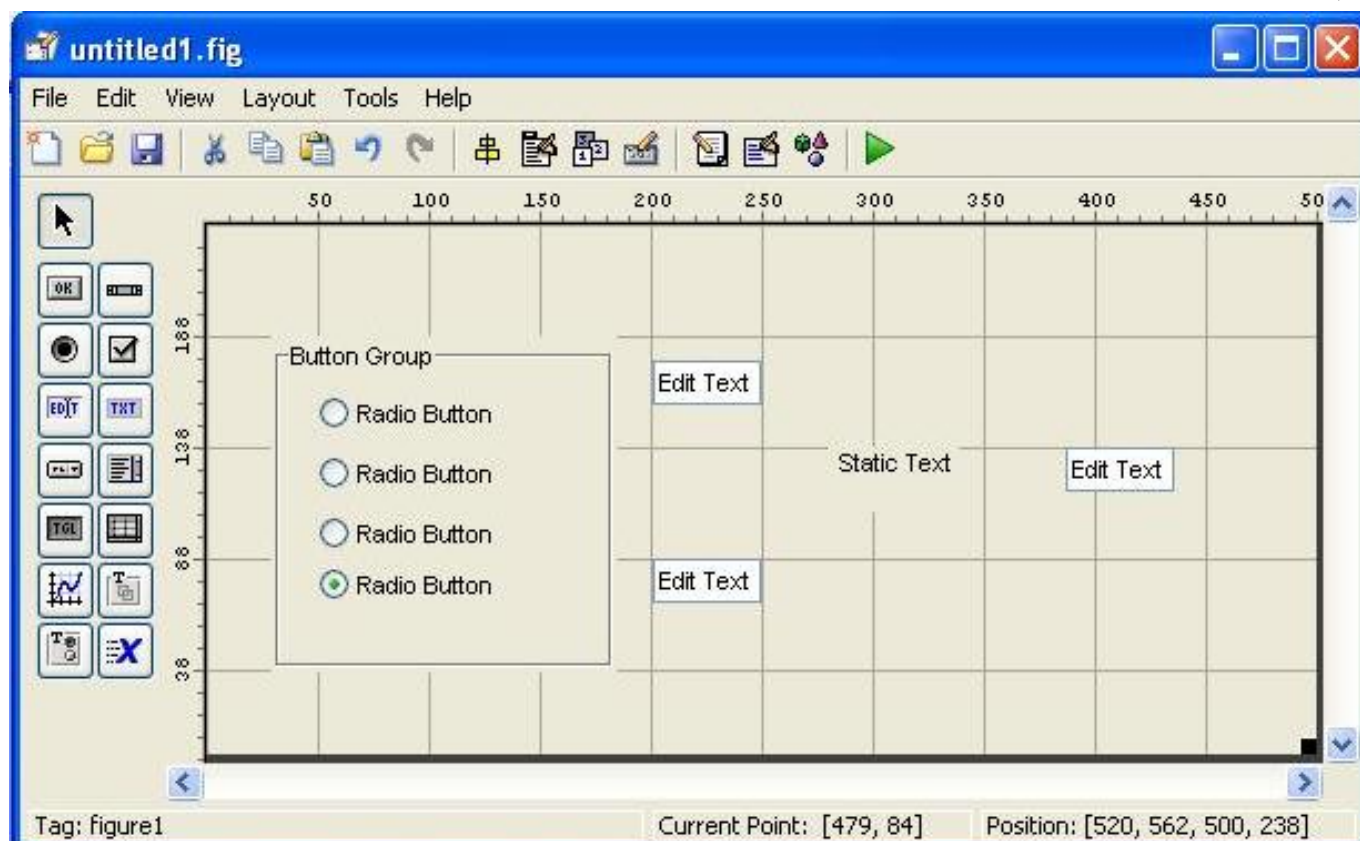 untitled1.fig
File Edit View Layout Tools Help
50 100 150 200 250 300 350 400 450 50
OK
188
Button Group
Edit Text
Radio Button
EDIT TXT
138
Static Text
Edit Text
Radio Button
TGL
Radio Button
88
Edit Text
Radio Button
38
Tag: figure1 Current Point: [479, 84] Position: [520, 562, 500, 238]